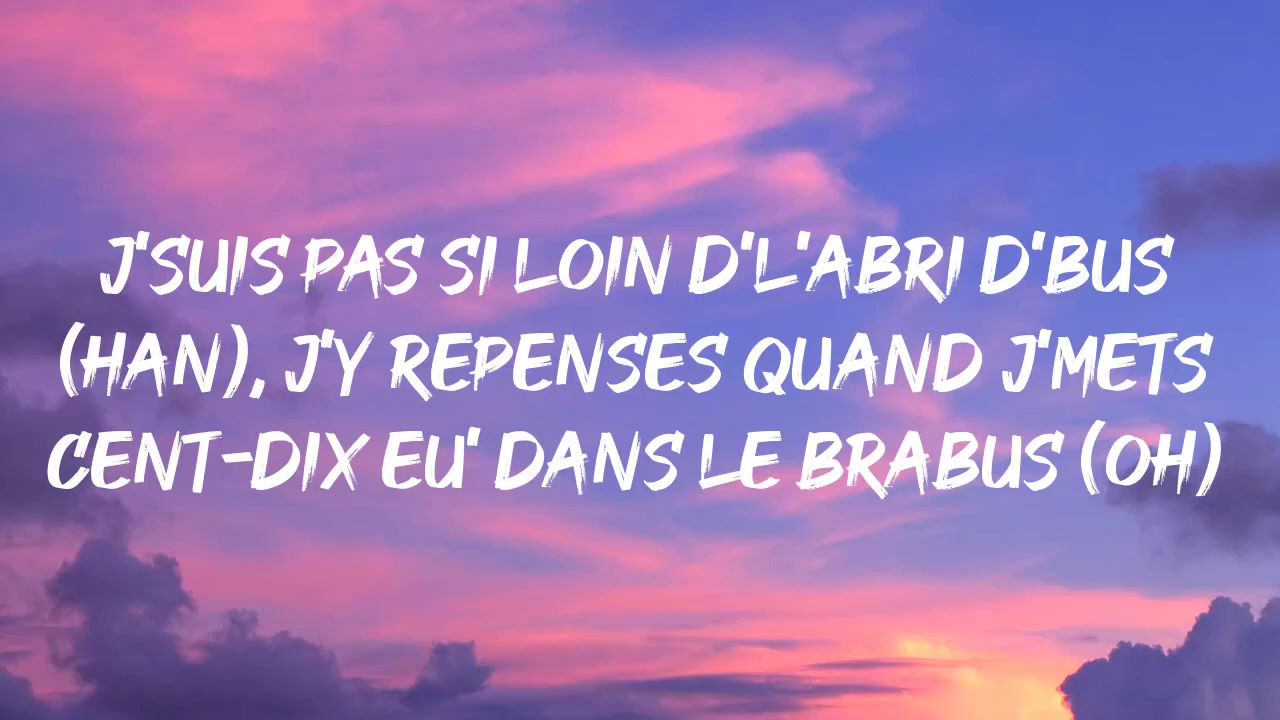 J'SUIS PAS SI LOIN D'L'ABRI D'BUS
(HAN), J'Y REPENSES QUAND J'METS
CENT-DIX EU' DANS LE BRABUS (OH)